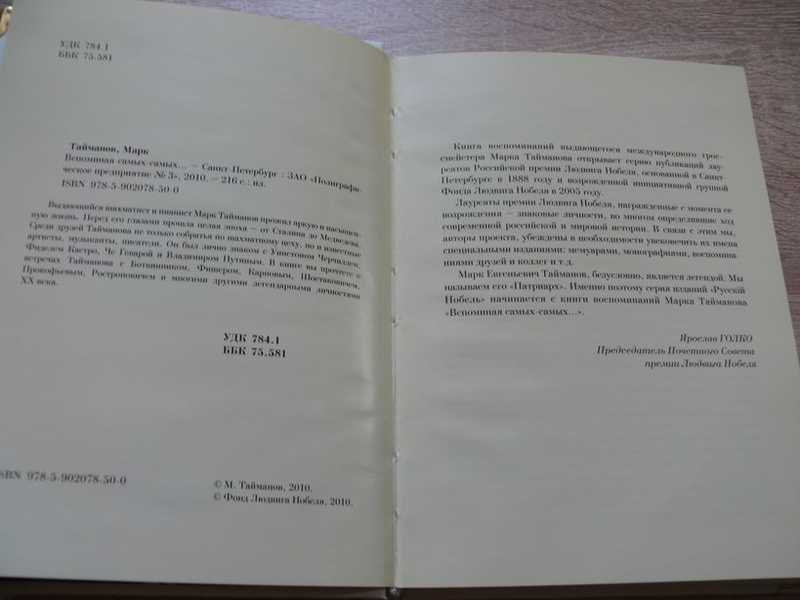 УДК 784.1
ББК 75.581
Тайманов, Марк
Вспоминая самых-самых... — Санкт-Петербург : ЗАО «Полиграфи-
ческое предприятие № 3», 2010. — 216 с.: ил.
ISBN 978-5-902078-50-0
Выдающийся шахматист и пианист Марк Тайманов прожил яркую и насыщен-
ную жизнь. Перед его глазами прошла целая эпоха — от Сталина до Медведева.
Среди друзей Тайманова не только собратья по шахматному цеху, но и известные
артисты, музыканты, писатели. Он был лично знаком с Уинстоном Черчиллем,
Фиделем Кастро, Че Геварой и Владимиром Путиным. В книге вы прочтете о
встречах Тайманова с Ботвинником, Фишером, Карповым, Шостаковичем,
Прокофьевым, Ростроповичем и многими другими легендарными личностями
XX века.
УДК 784.1
ББК 75.581
ISBN 978-5-902078-50-0
© М. Тайманов, 2010.
© Фонд Людвига Нобеля, 2010.
Книга воспоминаний выдающегося международного грос-
смейстера Марка Тайманова открывает серию публикаций лау-
реатов Российской премии Людвига Нобеля, основанной в Санкт-
Петербурге в 1888 году и возрожденной инициативной группой
Фонда Людвига Нобеля в 2005 году.
Лауреаты премии Людвига Нобеля, награжденные с момента ее
возрождения — знаковые личности, во многом определявшие ход
современной российской и мировой истории. В связи с этим мы,
авторы проекта, убеждены в необходимости увековечить их имена
специальными изданиями: мемуарами, монографиями, воспомина-
ниями друзей и коллег и т.д.
Марк Евгеньевич Тайманов, безусловно, является легендой. Мы
называем его «Патриарх». Именно поэтому серия изданий «Русскiй
Нобель» начинается с книги воспоминаний Марка Тайманова
«Вспоминая самых-самых...».
Ярослав ГОЛКО
Председатель Почетного Совета
премии Людвига Нобеля